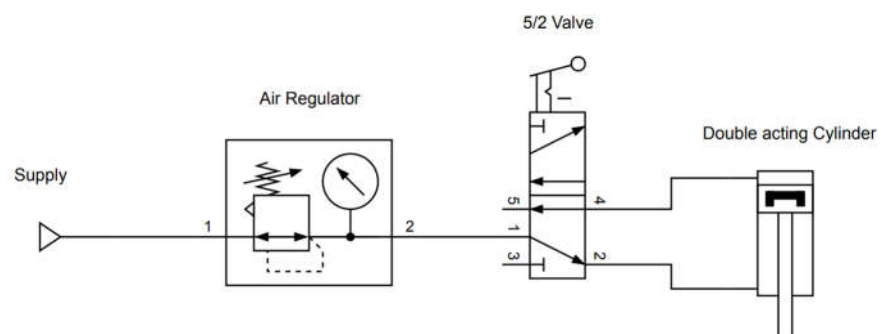 5/2 Valve
Air Regulator
Double acting Cylinder
Supply
1
2
5
4
1
3
2